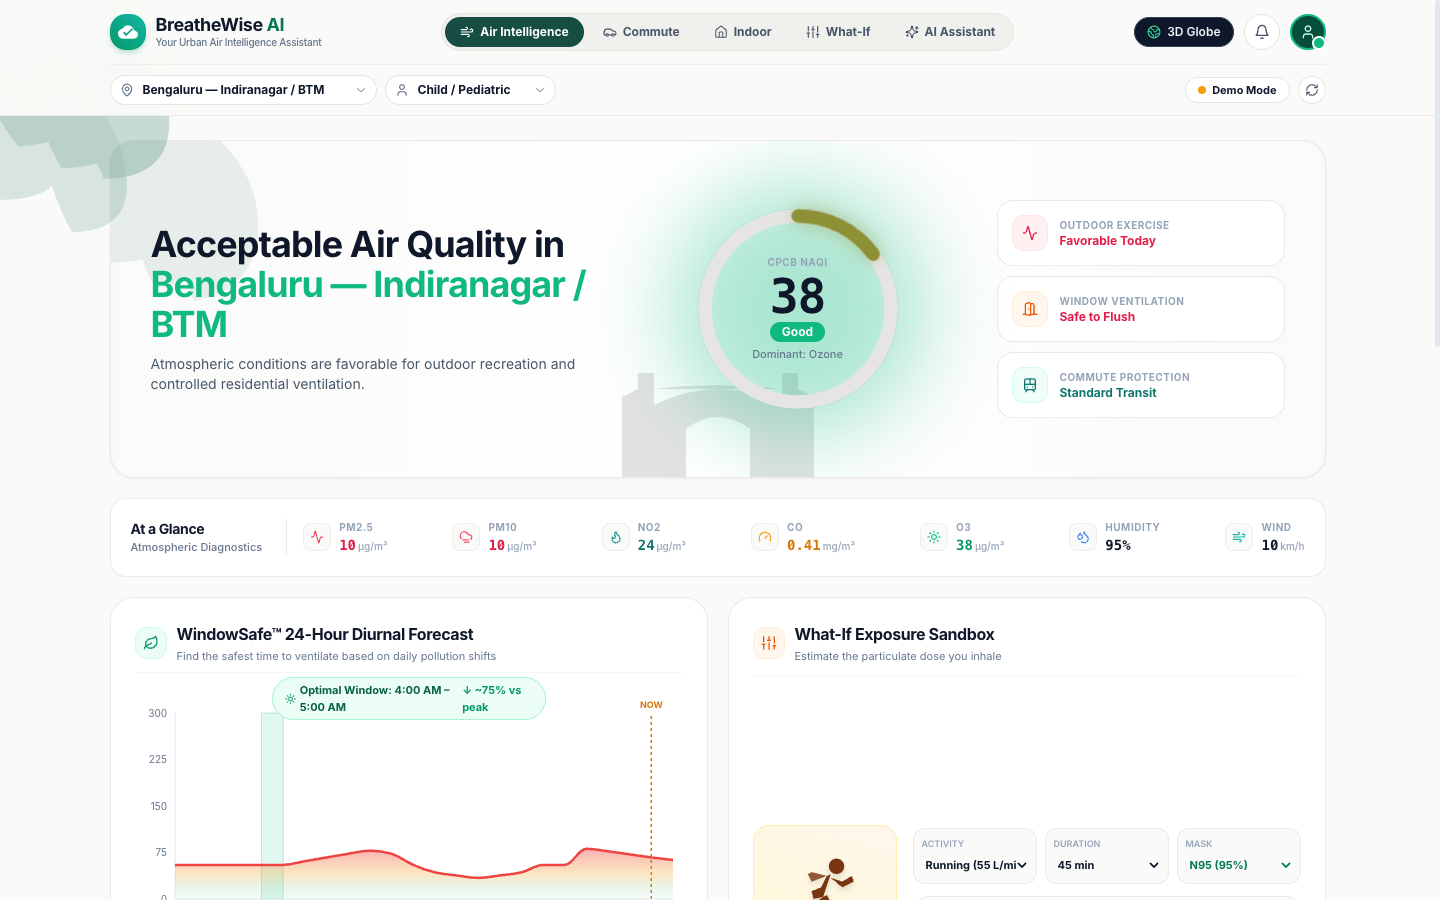 BreatheWise AI
Your Urban Air Intelligence Assistant
Air Intelligence
Commute
Indoor
What-If
AI Assistant
3D Globe
Bengaluru — Indiranagar / BTM
Child / Pediatric
Demo Mode
Acceptable Air Quality in
Bengaluru — Indiranagar /
BTM
Atmospheric conditions are favorable for outdoor recreation and
controlled residential ventilation.
CPCB NAQI
38
Good
Dominant: Ozone
OUTDOOR EXERCISE
Favorable Today
WINDOW VENTILATION
Safe to Flush
COMMUTE PROTECTION
Standard Transit
At a Glance
Atmospheric Diagnostics
PM2.5
10 µg/m³
PM10
10 µg/m³
NO2
24 µg/m³
CO
0.41 mg/m³
O3
38 µg/m³
HUMIDITY
95%
WIND
10 km/h
WindowSafe™ 24-Hour Diurnal Forecast
Find the safest time to ventilate based on daily pollution shifts
Optimal Window: 4:00 AM –
5:00 AM
↓ ~75% vs
peak
NOW
300
225
150
75
0
What-If Exposure Sandbox
Estimate the particulate dose you inhale
ACTIVITY
Running (55 L/mi
DURATION
45 min
MASK
N95 (95%)